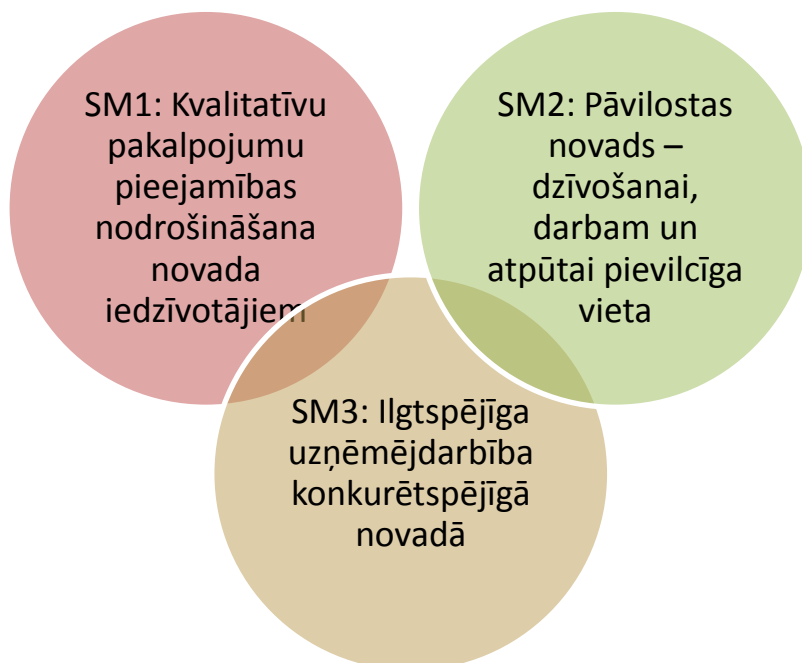 SM1: Kvalitatīvu
pakalpojumu
pieejamības
nodrošināšana
novada
iedzīvotājiem
SM2: Pāvilostas
novads –
dzīvošanai,
darbam un
atpūtai pievilcīga
vieta
SM3: Ilgtspējīga
uzņēmējdarbība
konkurētspējīgā
novadā